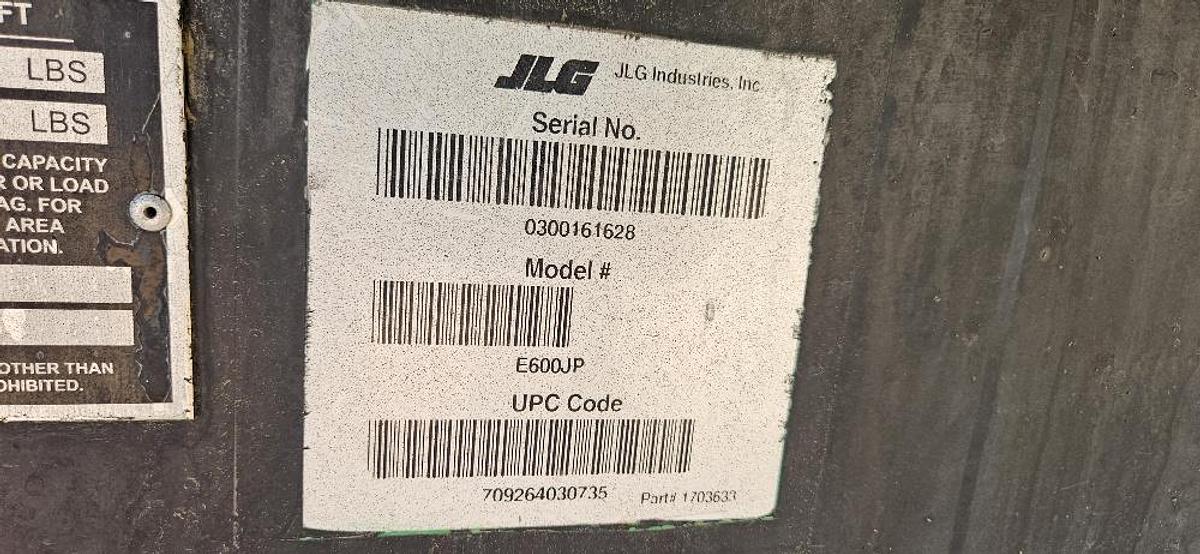 FT
LBS
LBS
CAPACITY
R OR LOAD
AG. FOR
AREA
ATION.
OTHER THAN
OHIBITED.
JLG JLG Industries, Inc
Serial No.
0300161628
Model #
E600JP
UPC Code
709264030735 Part# 1703633